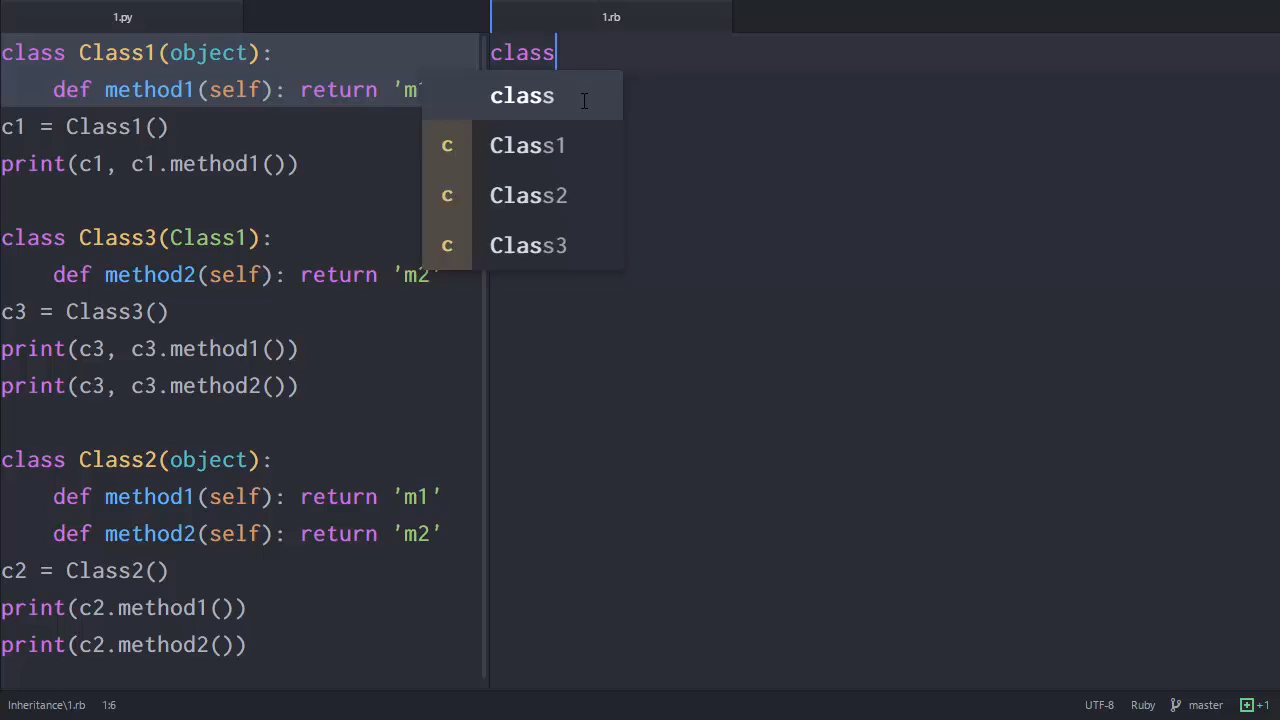 1.py
1.rb
class Class1(object):
    def method1(self): return 'm1
c1 = Class1()
print(c1, c1.method1())
class Class3(Class1):
    def method2(self): return 'm2'
c3 = Class3()
print(c3, c3.method1())
print(c3, c3.method2())
class Class2(object):
    def method1(self): return 'm1'
    def method2(self): return 'm2'
c2 = Class2()
print(c2.method1())
print(c2.method2())
class
class
c Class1
c Class2
c Class3
Inheritance\1.rb 1:6
UTF-8 Ruby master +1